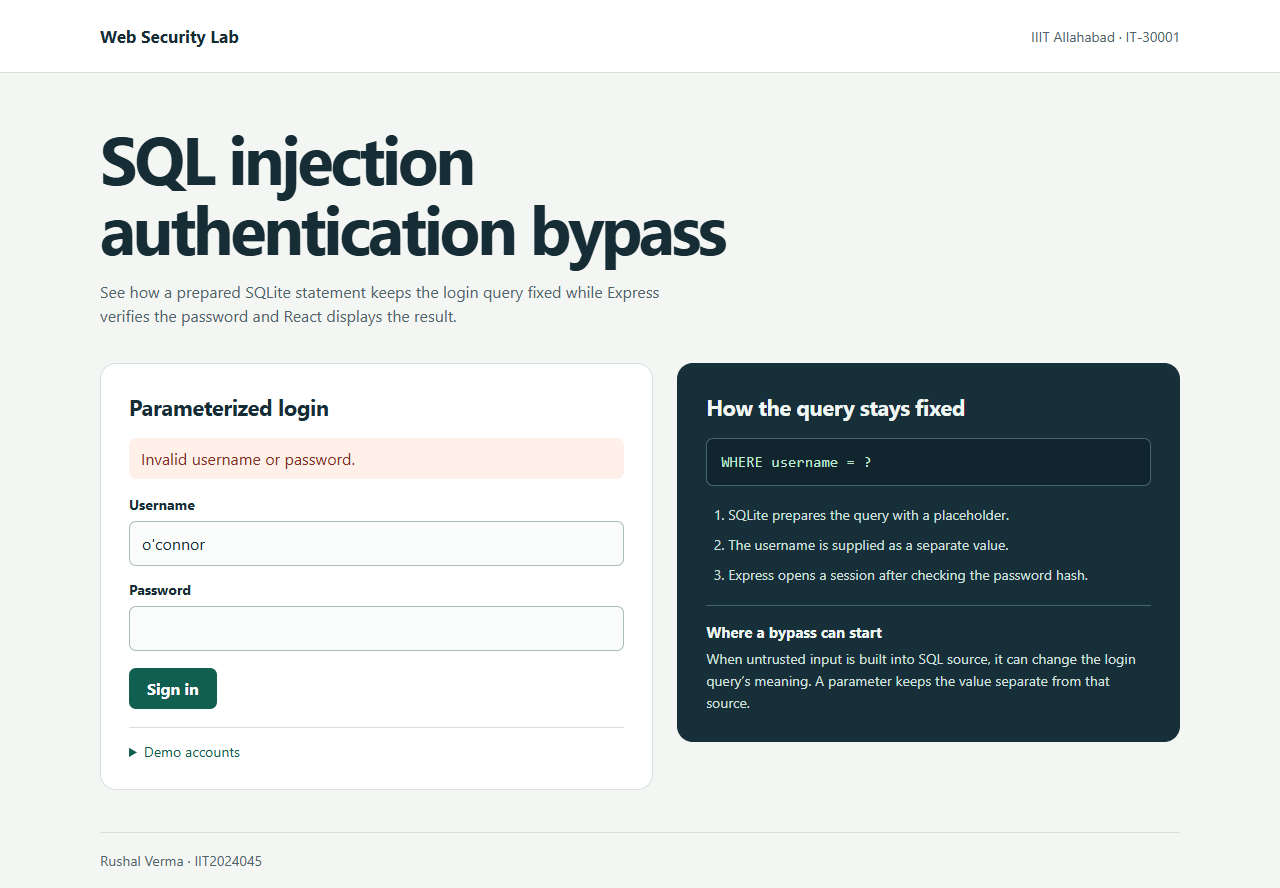 Web Security Lab
IIIT Allahabad · IT-30001
SQL injection
authentication bypass
See how a prepared SQLite statement keeps the login query fixed while Express
verifies the password and React displays the result.
Parameterized login
Invalid username or password.
Username
o'connor
Password
Sign in
▶ Demo accounts
How the query stays fixed
WHERE username = ?
1. SQLite prepares the query with a placeholder.
2. The username is supplied as a separate value.
3. Express opens a session after checking the password hash.
Where a bypass can start
When untrusted input is built into SQL source, it can change the login
query’s meaning. A parameter keeps the value separate from that
source.
Rushal Verma · IIT2024045